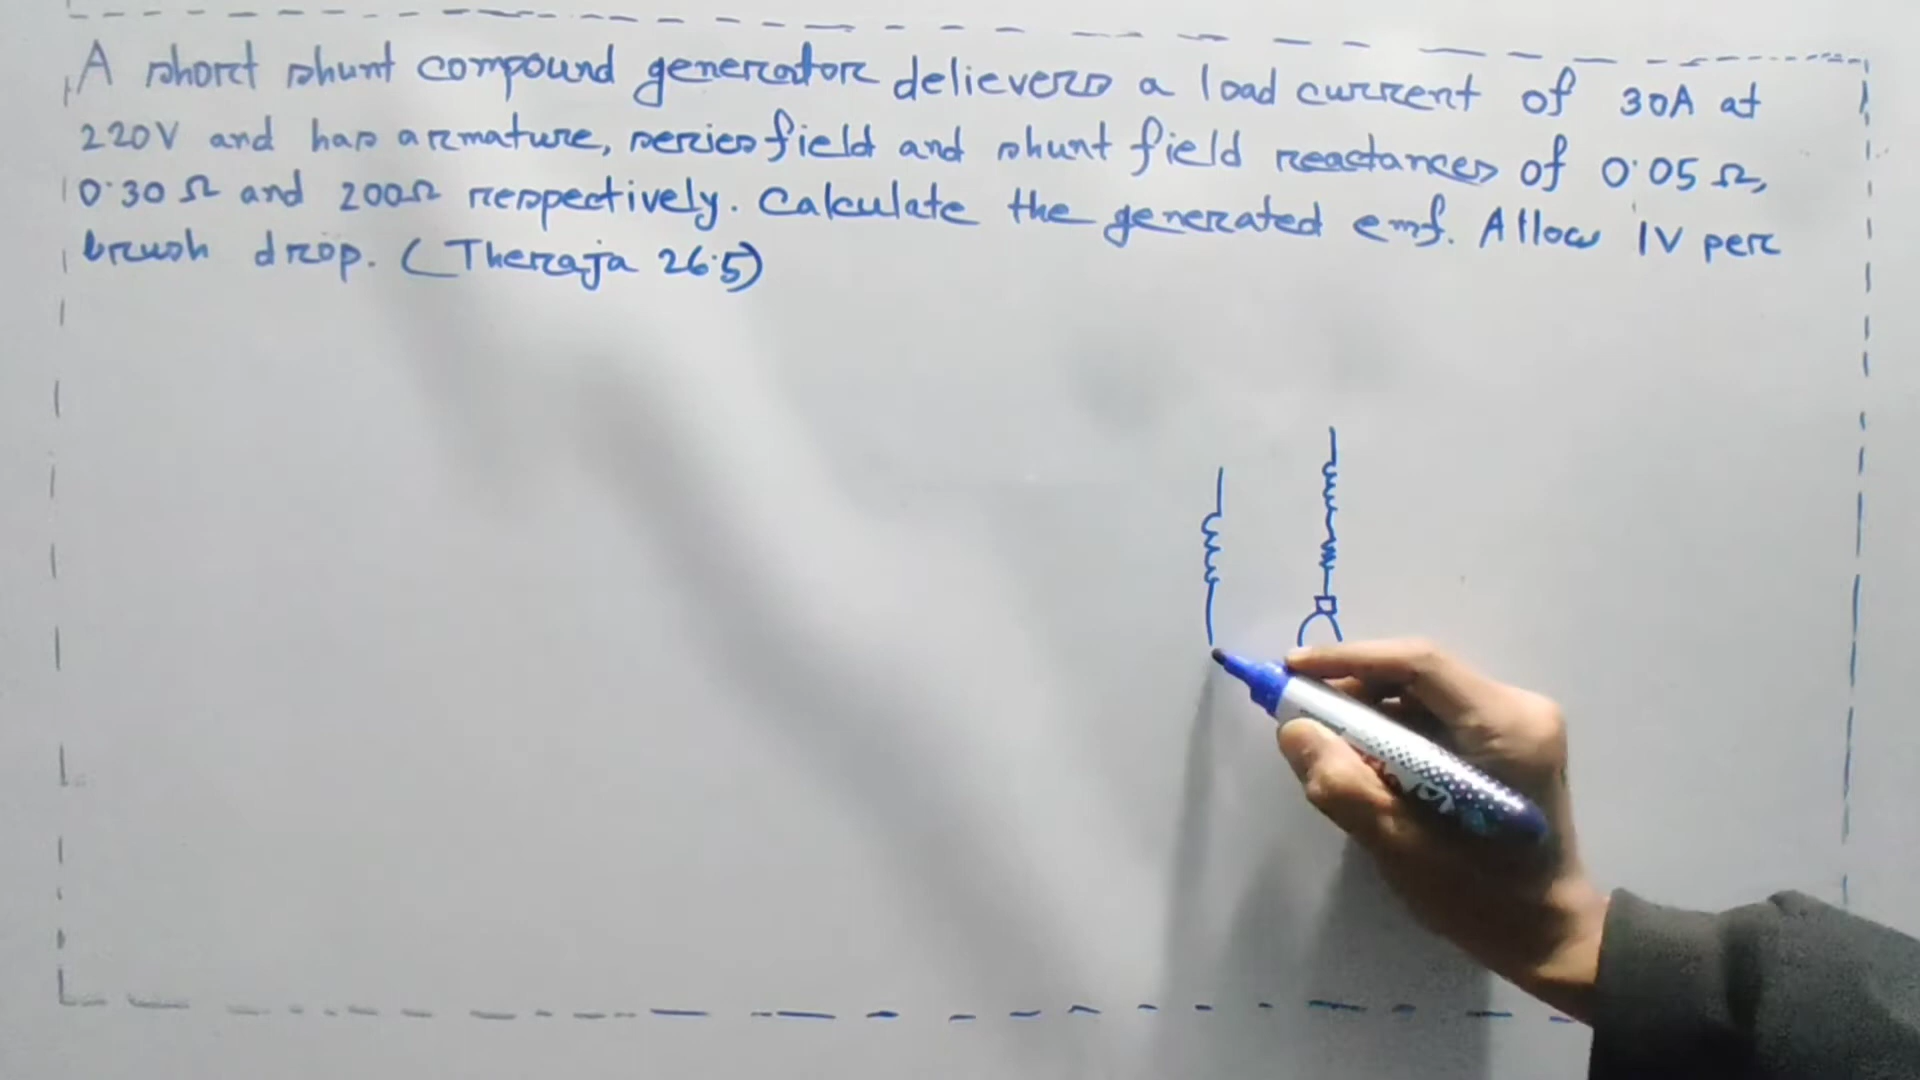 A short shunt compound generator delievers a load current of 30A at
220V and has armature, series field and shunt field reactances of 0.05 Ω,
0.30 Ω and 200Ω respectively. Calculate the generated emf. Allow 1V per
brush drop. (Theraja 26.5)